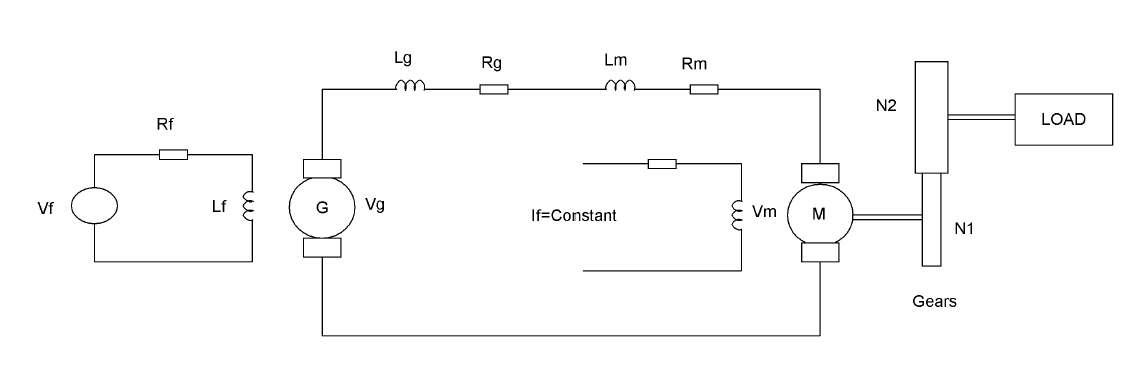 Lg
Rg
Lm
Rm
N2
LOAD
Rf
Vf
Lf
G
Vg
If=Constant
Vm
M
N1
Gears